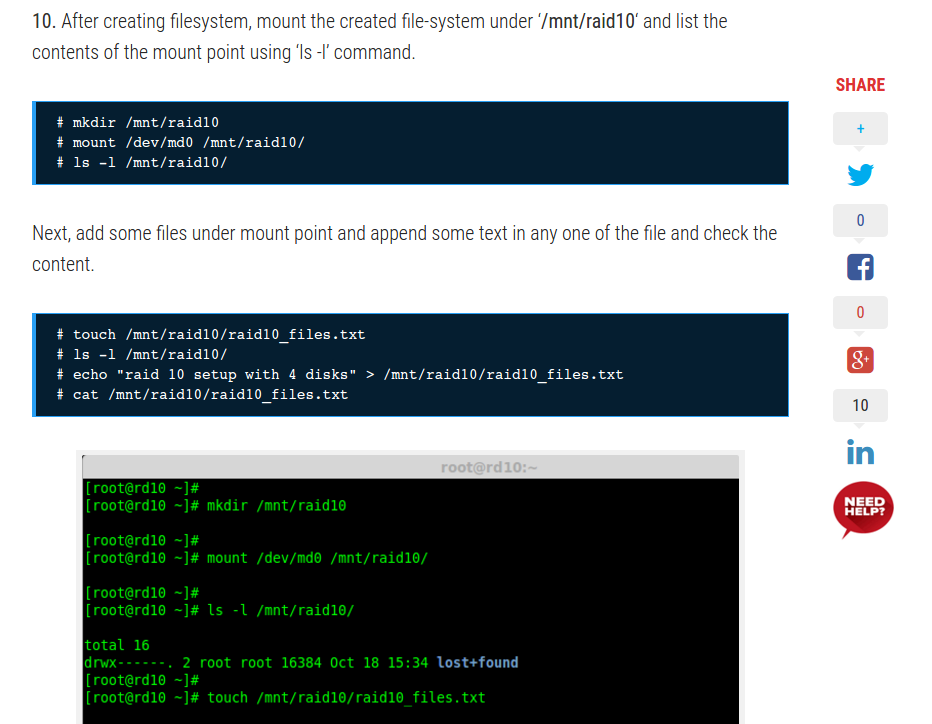 10. After creating filesystem, mount the created file-system under ‘/mnt/raid10‘ and list the
contents of the mount point using ‘ls -l’ command.
# mkdir /mnt/raid10
# mount /dev/md0 /mnt/raid10/
# ls -l /mnt/raid10/
Next, add some files under mount point and append some text in any one of the file and check the
content.
# touch /mnt/raid10/raid10_files.txt
# ls -l /mnt/raid10/
# echo "raid 10 setup with 4 disks" > /mnt/raid10/raid10_files.txt
# cat /mnt/raid10/raid10_files.txt
root@rd10:~
[root@rd10 ~]#
[root@rd10 ~]# mkdir /mnt/raid10
[root@rd10 ~]#
[root@rd10 ~]# mount /dev/md0 /mnt/raid10/
[root@rd10 ~]#
[root@rd10 ~]# ls -l /mnt/raid10/
total 16
drwx------. 2 root root 16384 Oct 18 15:34 lost+found
[root@rd10 ~]#
[root@rd10 ~]# touch /mnt/raid10/raid10_files.txt
SHARE
+
0
f
0
g+
10
in
NEED
HELP?